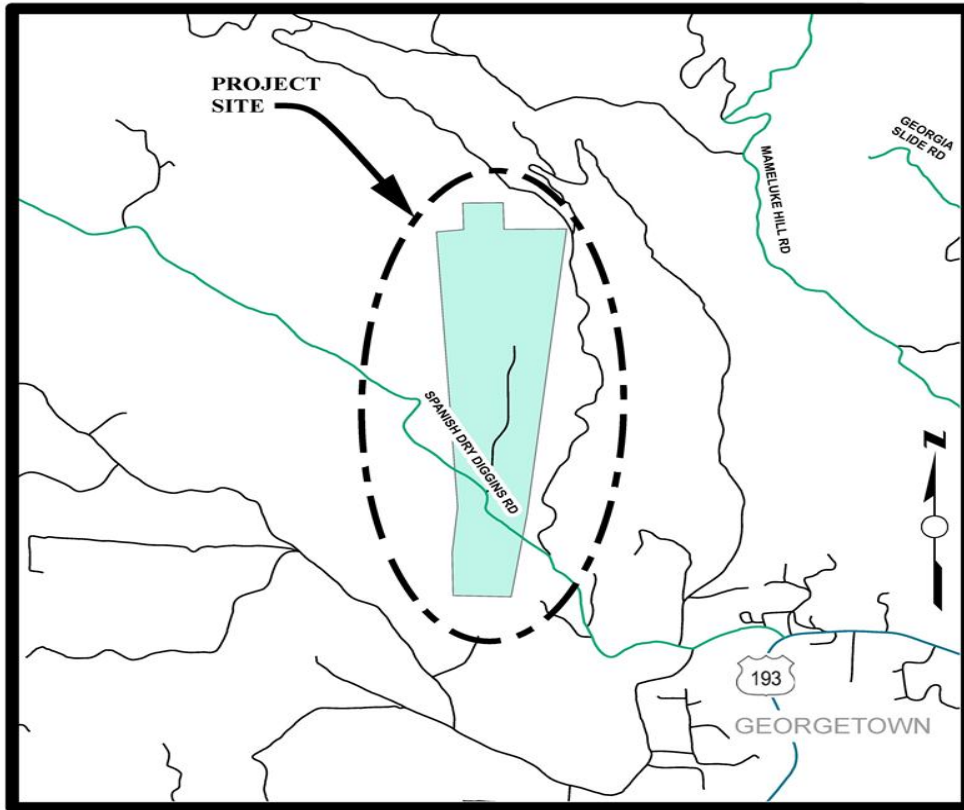 PROJECT
SITE
GEORGIA
SLIDE RD
MAMELUKE HILL RD
SPANISH DRY DIGGINS RD
N
193
GEORGETOWN